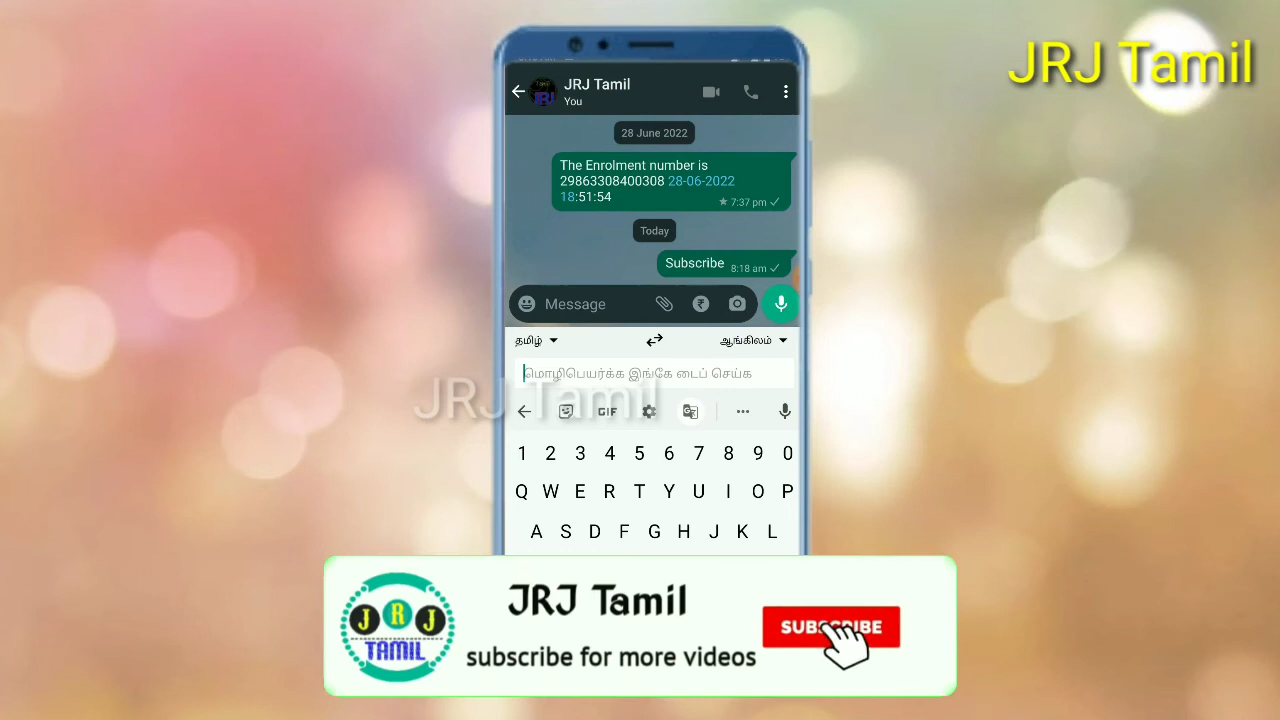 JRJ Tamil
JRJ Tamil
You
28 June 2022
The Enrolment number is
29863308400308 28-06-2022
18:51:54
7:37 pm
Today
Subscribe
8:18 am
Message
தமிழ்
ஆங்கிலம்
மொழிபெயர்க்க இங்கே டைப் செய்க
JRJ Tamil
GIF
1 2 3 4 5 6 7 8 9 0
Q W E R T Y U I O P
A S D F G H J K L
JRJ Tamil
JRJ
TAMIL
subscribe for more videos
SUBSCRIBE